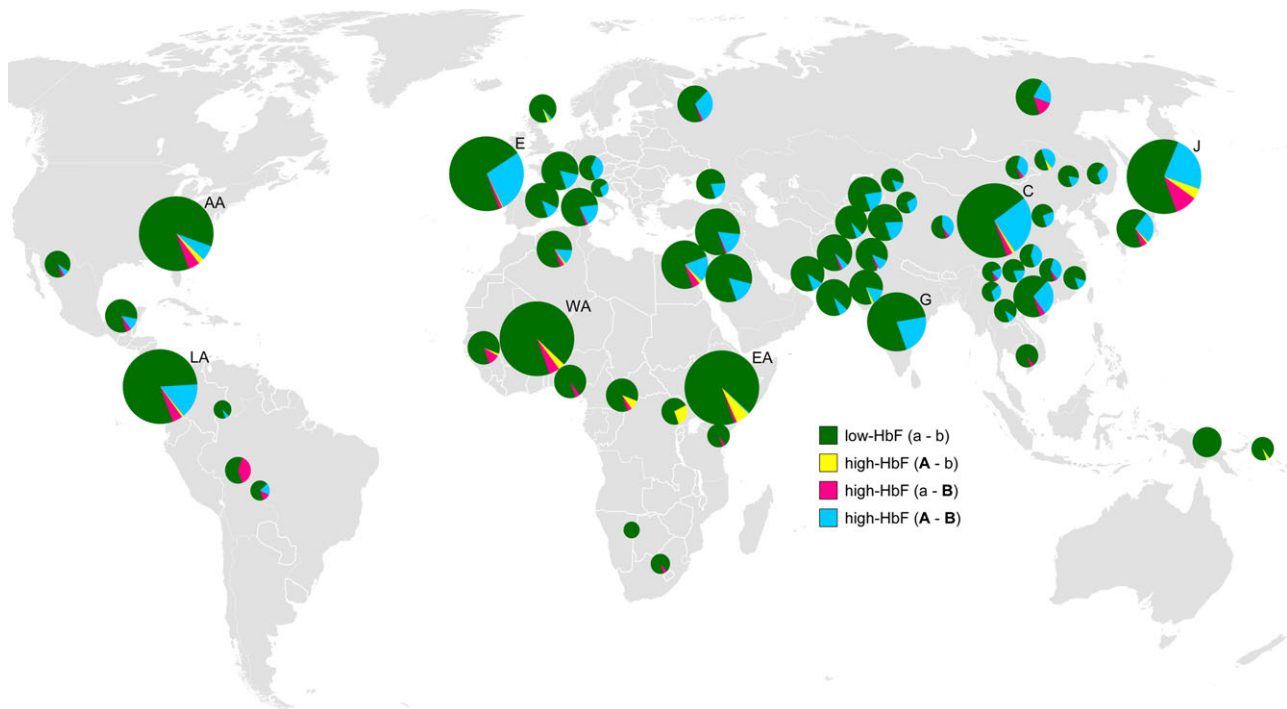 E
J
AA
C
G
WA
LA
EA
low-HbF (a - b)
high-HbF (A - b)
high-HbF (a - B)
high-HbF (A - B)